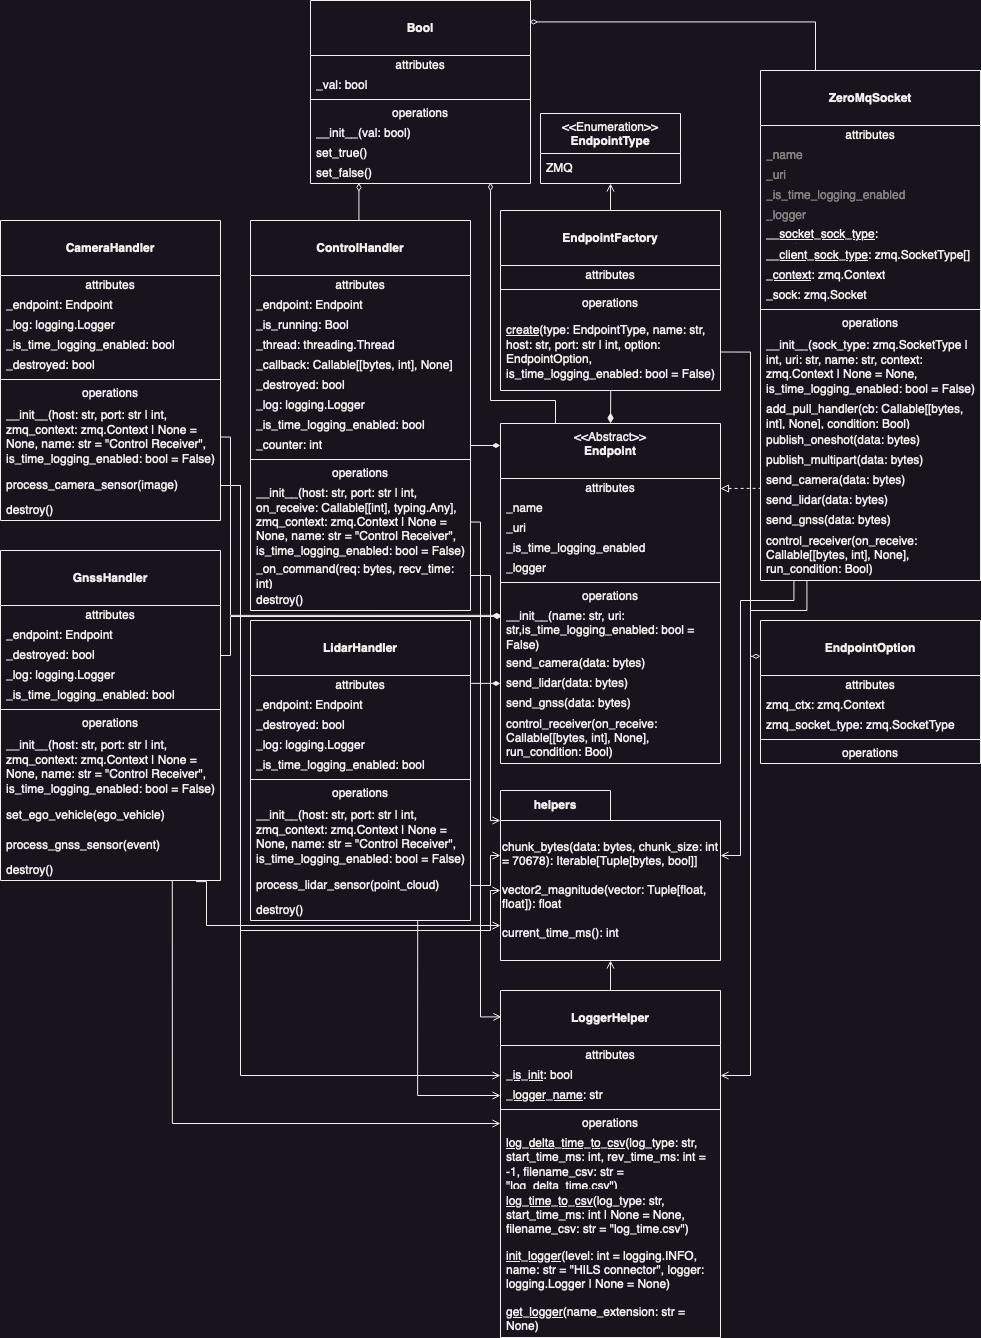 Bool
attributes
_val: bool
operations
__init__(val: bool)
set_true()
set_false()
<<Enumeration>>
EndpointType
ZMQ
ZeroMqSocket
attributes
_name
_uri
_is_time_logging_enabled
_logger
__socket_sock_type:
__client_sock_type: zmq.SocketType[]
_context: zmq.Context
_sock: zmq.Socket
operations
__init__(sock_type: zmq.SocketType |
int, uri: str, name: str, context:
zmq.Context | None = None,
is_time_logging_enabled: bool = False)
add_pull_handler(cb: Callable[[bytes,
int], None], condition: Bool)
publish_oneshot(data: bytes)
publish_multipart(data: bytes)
send_camera(data: bytes)
send_lidar(data: bytes)
send_gnss(data: bytes)
control_receiver(on_receive:
Callable[[bytes, int], None],
run_condition: Bool)
CameraHandler
attributes
_endpoint: Endpoint
_log: logging.Logger
_is_time_logging_enabled: bool
_destroyed: bool
operations
__init__(host: str, port: str | int,
zmq_context: zmq.Context | None =
None, name: str = "Control Receiver",
is_time_logging_enabled: bool = False)
process_camera_sensor(image)
destroy()
ControlHandler
attributes
_endpoint: Endpoint
_is_running: Bool
_thread: threading.Thread
_callback: Callable[[bytes, int], None]
_destroyed: bool
_log: logging.Logger
_is_time_logging_enabled: bool
_counter: int
operations
__init__(host: str, port: str | int,
on_receive: Callable[[int], typing.Any],
zmq_context: zmq.Context | None =
None, name: str = "Control Receiver",
is_time_logging_enabled: bool = False)
_on_command(req: bytes, recv_time:
int)
destroy()
EndpointFactory
attributes
operations
create(type: EndpointType, name: str,
host: str, port: str | int, option:
EndpointOption,
is_time_logging_enabled: bool = False)
<<Abstract>>
Endpoint
attributes
_name
_uri
_is_time_logging_enabled
_logger
operations
__init__(name: str, uri:
str,is_time_logging_enabled: bool =
False)
send_camera(data: bytes)
send_lidar(data: bytes)
send_gnss(data: bytes)
control_receiver(on_receive:
Callable[[bytes, int], None],
run_condition: Bool)
GnssHandler
attributes
_endpoint: Endpoint
_destroyed: bool
_log: logging.Logger
_is_time_logging_enabled: bool
operations
__init__(host: str, port: str | int,
zmq_context: zmq.Context | None =
None, name: str = "Control Receiver",
is_time_logging_enabled: bool = False)
set_ego_vehicle(ego_vehicle)
process_gnss_sensor(event)
destroy()
LidarHandler
attributes
_endpoint: Endpoint
_destroyed: bool
_log: logging.Logger
_is_time_logging_enabled: bool
operations
__init__(host: str, port: str | int,
zmq_context: zmq.Context | None =
None, name: str = "Control Receiver",
is_time_logging_enabled: bool = False)
process_lidar_sensor(point_cloud)
destroy()
EndpointOption
attributes
zmq_ctx: zmq.Context
zmq_socket_type: zmq.SocketType
operations
helpers
chunk_bytes(data: bytes, chunk_size: int
= 70678): Iterable[Tuple[bytes, bool]]
vector2_magnitude(vector: Tuple[float,
float]): float
current_time_ms(): int
LoggerHelper
attributes
_is_init: bool
_logger_name: str
operations
log_delta_time_to_csv(log_type: str,
start_time_ms: int, rev_time_ms: int =
-1, filename_csv: str =
"log_delta_time.csv")
log_time_to_csv(log_type: str,
start_time_ms: int | None = None,
filename_csv: str = "log_time.csv")
init_logger(level: int = logging.INFO,
name: str = "HILS connector", logger:
logging.Logger | None = None)
get_logger(name_extension: str =
None)